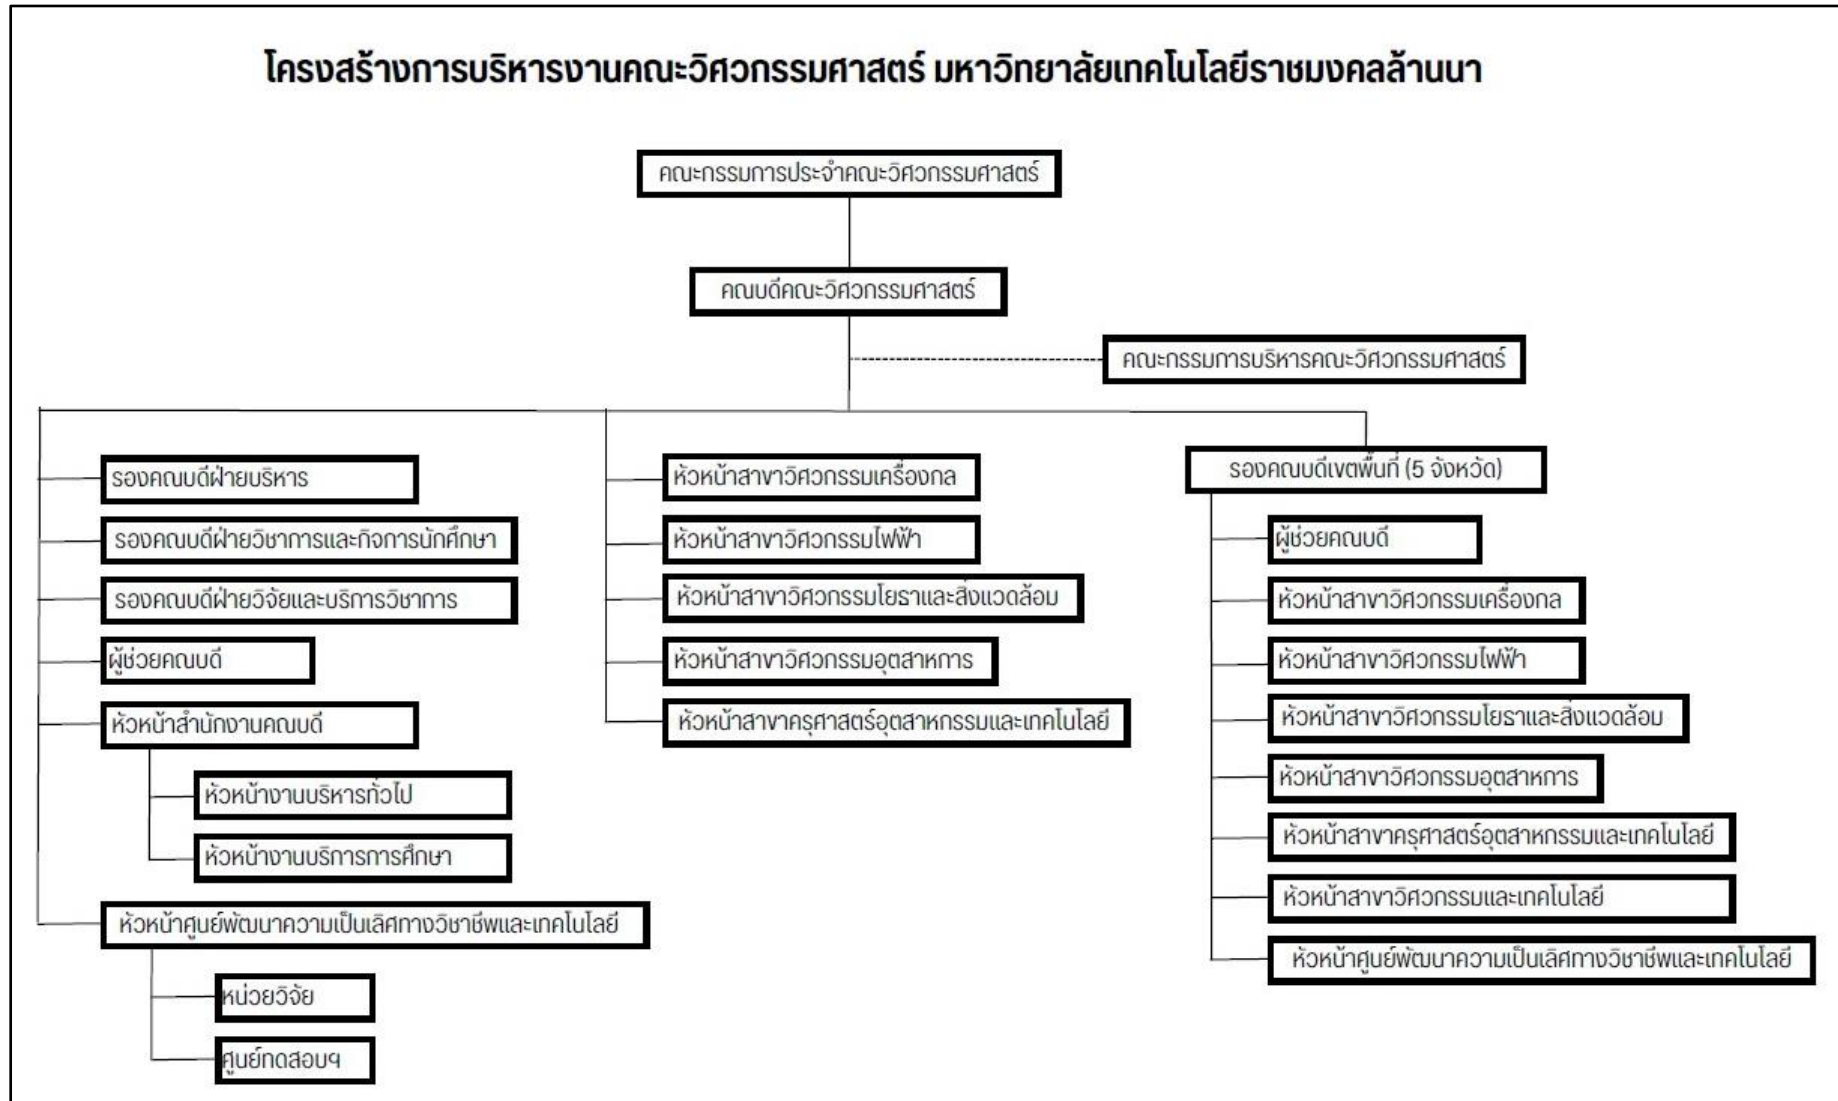 โครงสร้างการบริหารงานคณะวิศวกรรมศาสตร์ มหาวิทยาลัยเทคโนโลยีราชมงคลล้านนา
คณะกรรมการประจำคณะวิศวกรรมศาสตร์
คณบดีคณะวิศวกรรมศาสตร์
คณะกรรมการบริหารคณะวิศวกรรมศาสตร์
รองคณบดีฝ่ายบริหาร
รองคณบดีฝ่ายวิชาการและกิจการนักศึกษา
รองคณบดีฝ่ายวิจัยและบริการวิชาการ
ผู้ช่วยคณบดี
หัวหน้าสำนักงานคณบดี
หัวหน้างานบริหารทั่วไป
หัวหน้างานบริการการศึกษา
หัวหน้าศูนย์พัฒนาความเป็นเลิศทางวิชาชีพและเทคโนโลยี
หน่วยวิจัย
ศูนย์ทดสอบฯ
หัวหน้าสาขาวิศวกรรมเครื่องกล
หัวหน้าสาขาวิศวกรรมไฟฟ้า
หัวหน้าสาขาวิศวกรรมโยธาและสิ่งแวดล้อม
หัวหน้าสาขาวิศวกรรมอุตสาหการ
หัวหน้าสาขาครุศาสตร์อุตสาหกรรมและเทคโนโลยี
รองคณบดีเขตพื้นที่ (5 จังหวัด)
ผู้ช่วยคณบดี
หัวหน้าสาขาวิศวกรรมเครื่องกล
หัวหน้าสาขาวิศวกรรมไฟฟ้า
หัวหน้าสาขาวิศวกรรมโยธาและสิ่งแวดล้อม
หัวหน้าสาขาวิศวกรรมอุตสาหการ
หัวหน้าสาขาครุศาสตร์อุตสาหกรรมและเทคโนโลยี
หัวหน้าสาขาวิศวกรรมและเทคโนโลยี
หัวหน้าศูนย์พัฒนาความเป็นเลิศทางวิชาชีพและเทคโนโลยี